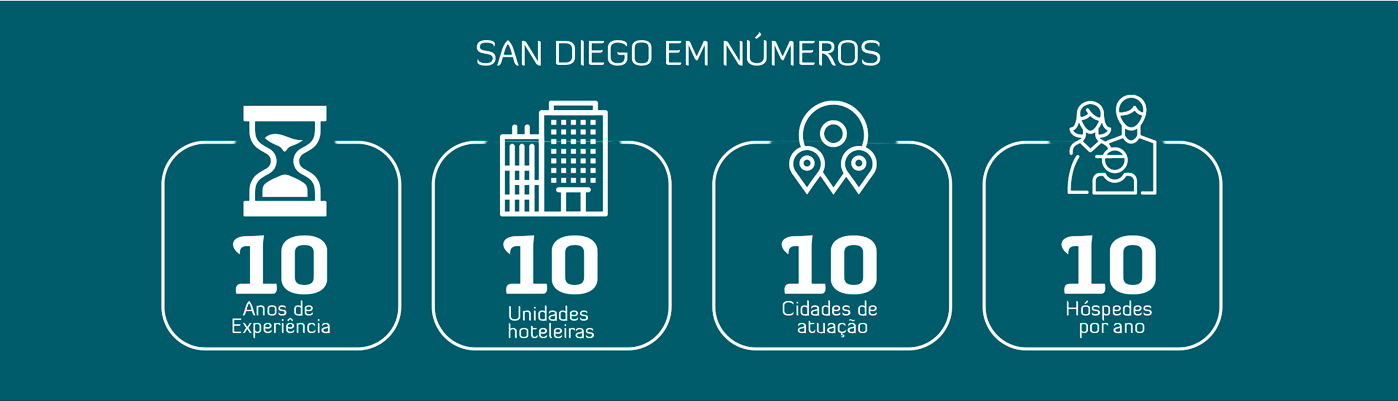 SAN DIEGO EM NÚMEROS
10
Anos de
Experiência
10
Unidades
hoteleiras
10
Cidades de
atuação
10
Hóspedes
por ano